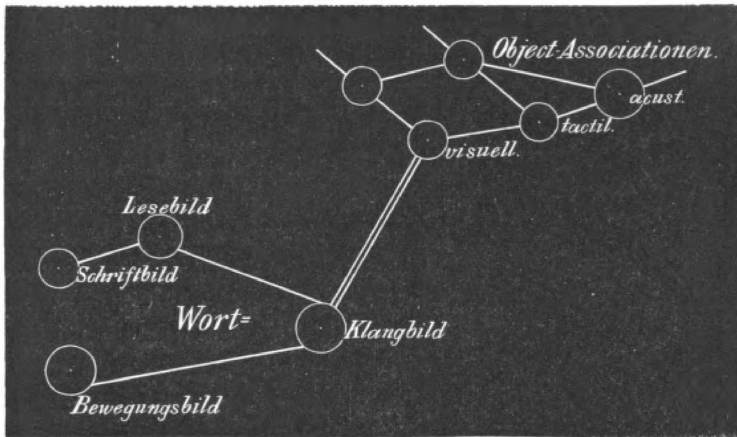 Object-Associationen.
acust.
tactil.
visuell.
Lesebild
Schriftbild
Wort=
Klangbild
Bewegungsbild